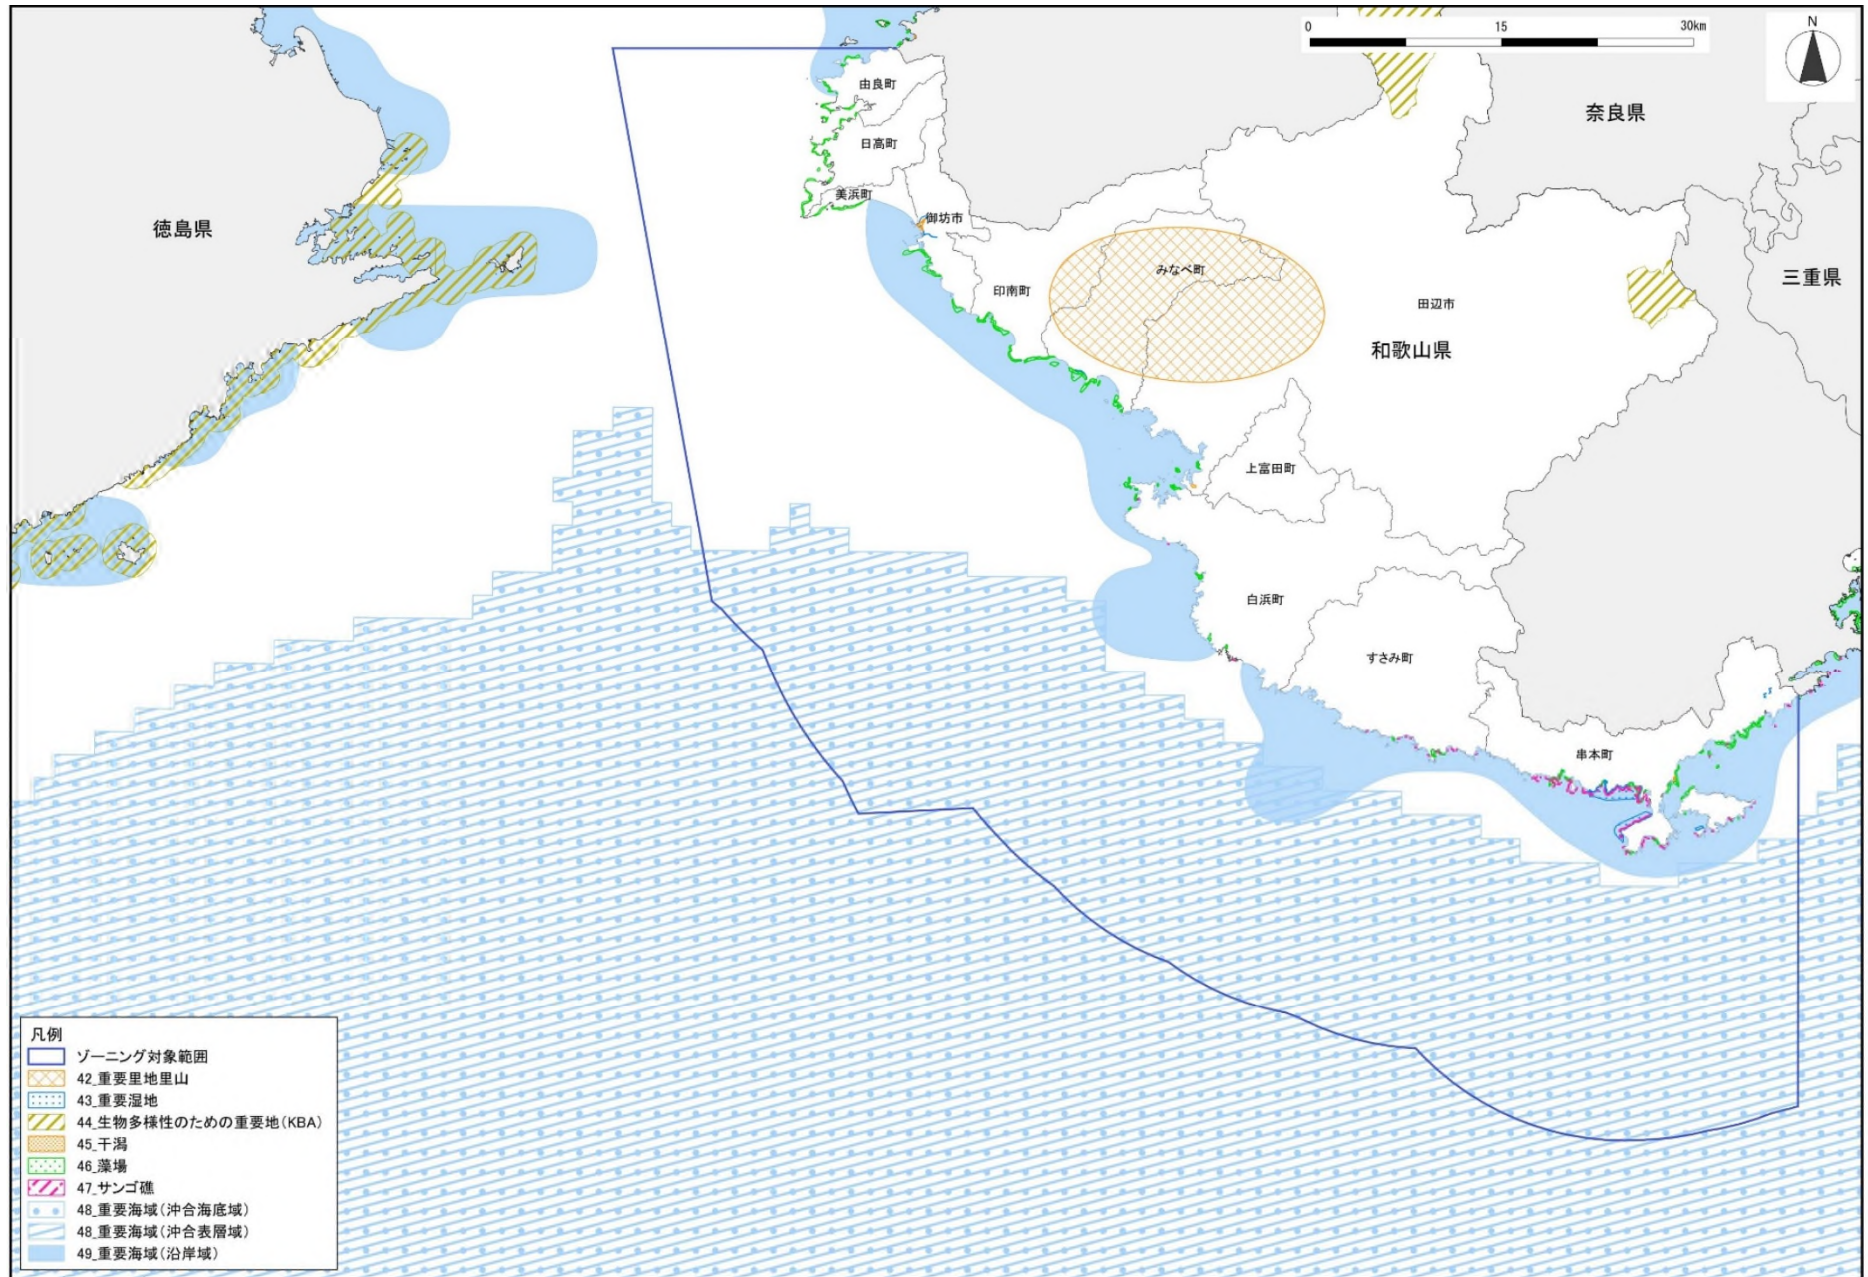 0 15 30km
N
由良町
奈良県
日高町
美浜町
御坊市
徳島県
みなべ町
三重県
印南町
田辺市
和歌山県
上富田町
白浜町
すさみ町
串本町
凡例
ゾーニング対象範囲
42_重要里地里山
43_重要湿地
44_生物多様性のための重要地(KBA)
45_干潟
46_藻場
47_サンゴ礁
48_重要海域(沖合海底域)
48_重要海域(沖合表層域)
49_重要海域(沿岸域)